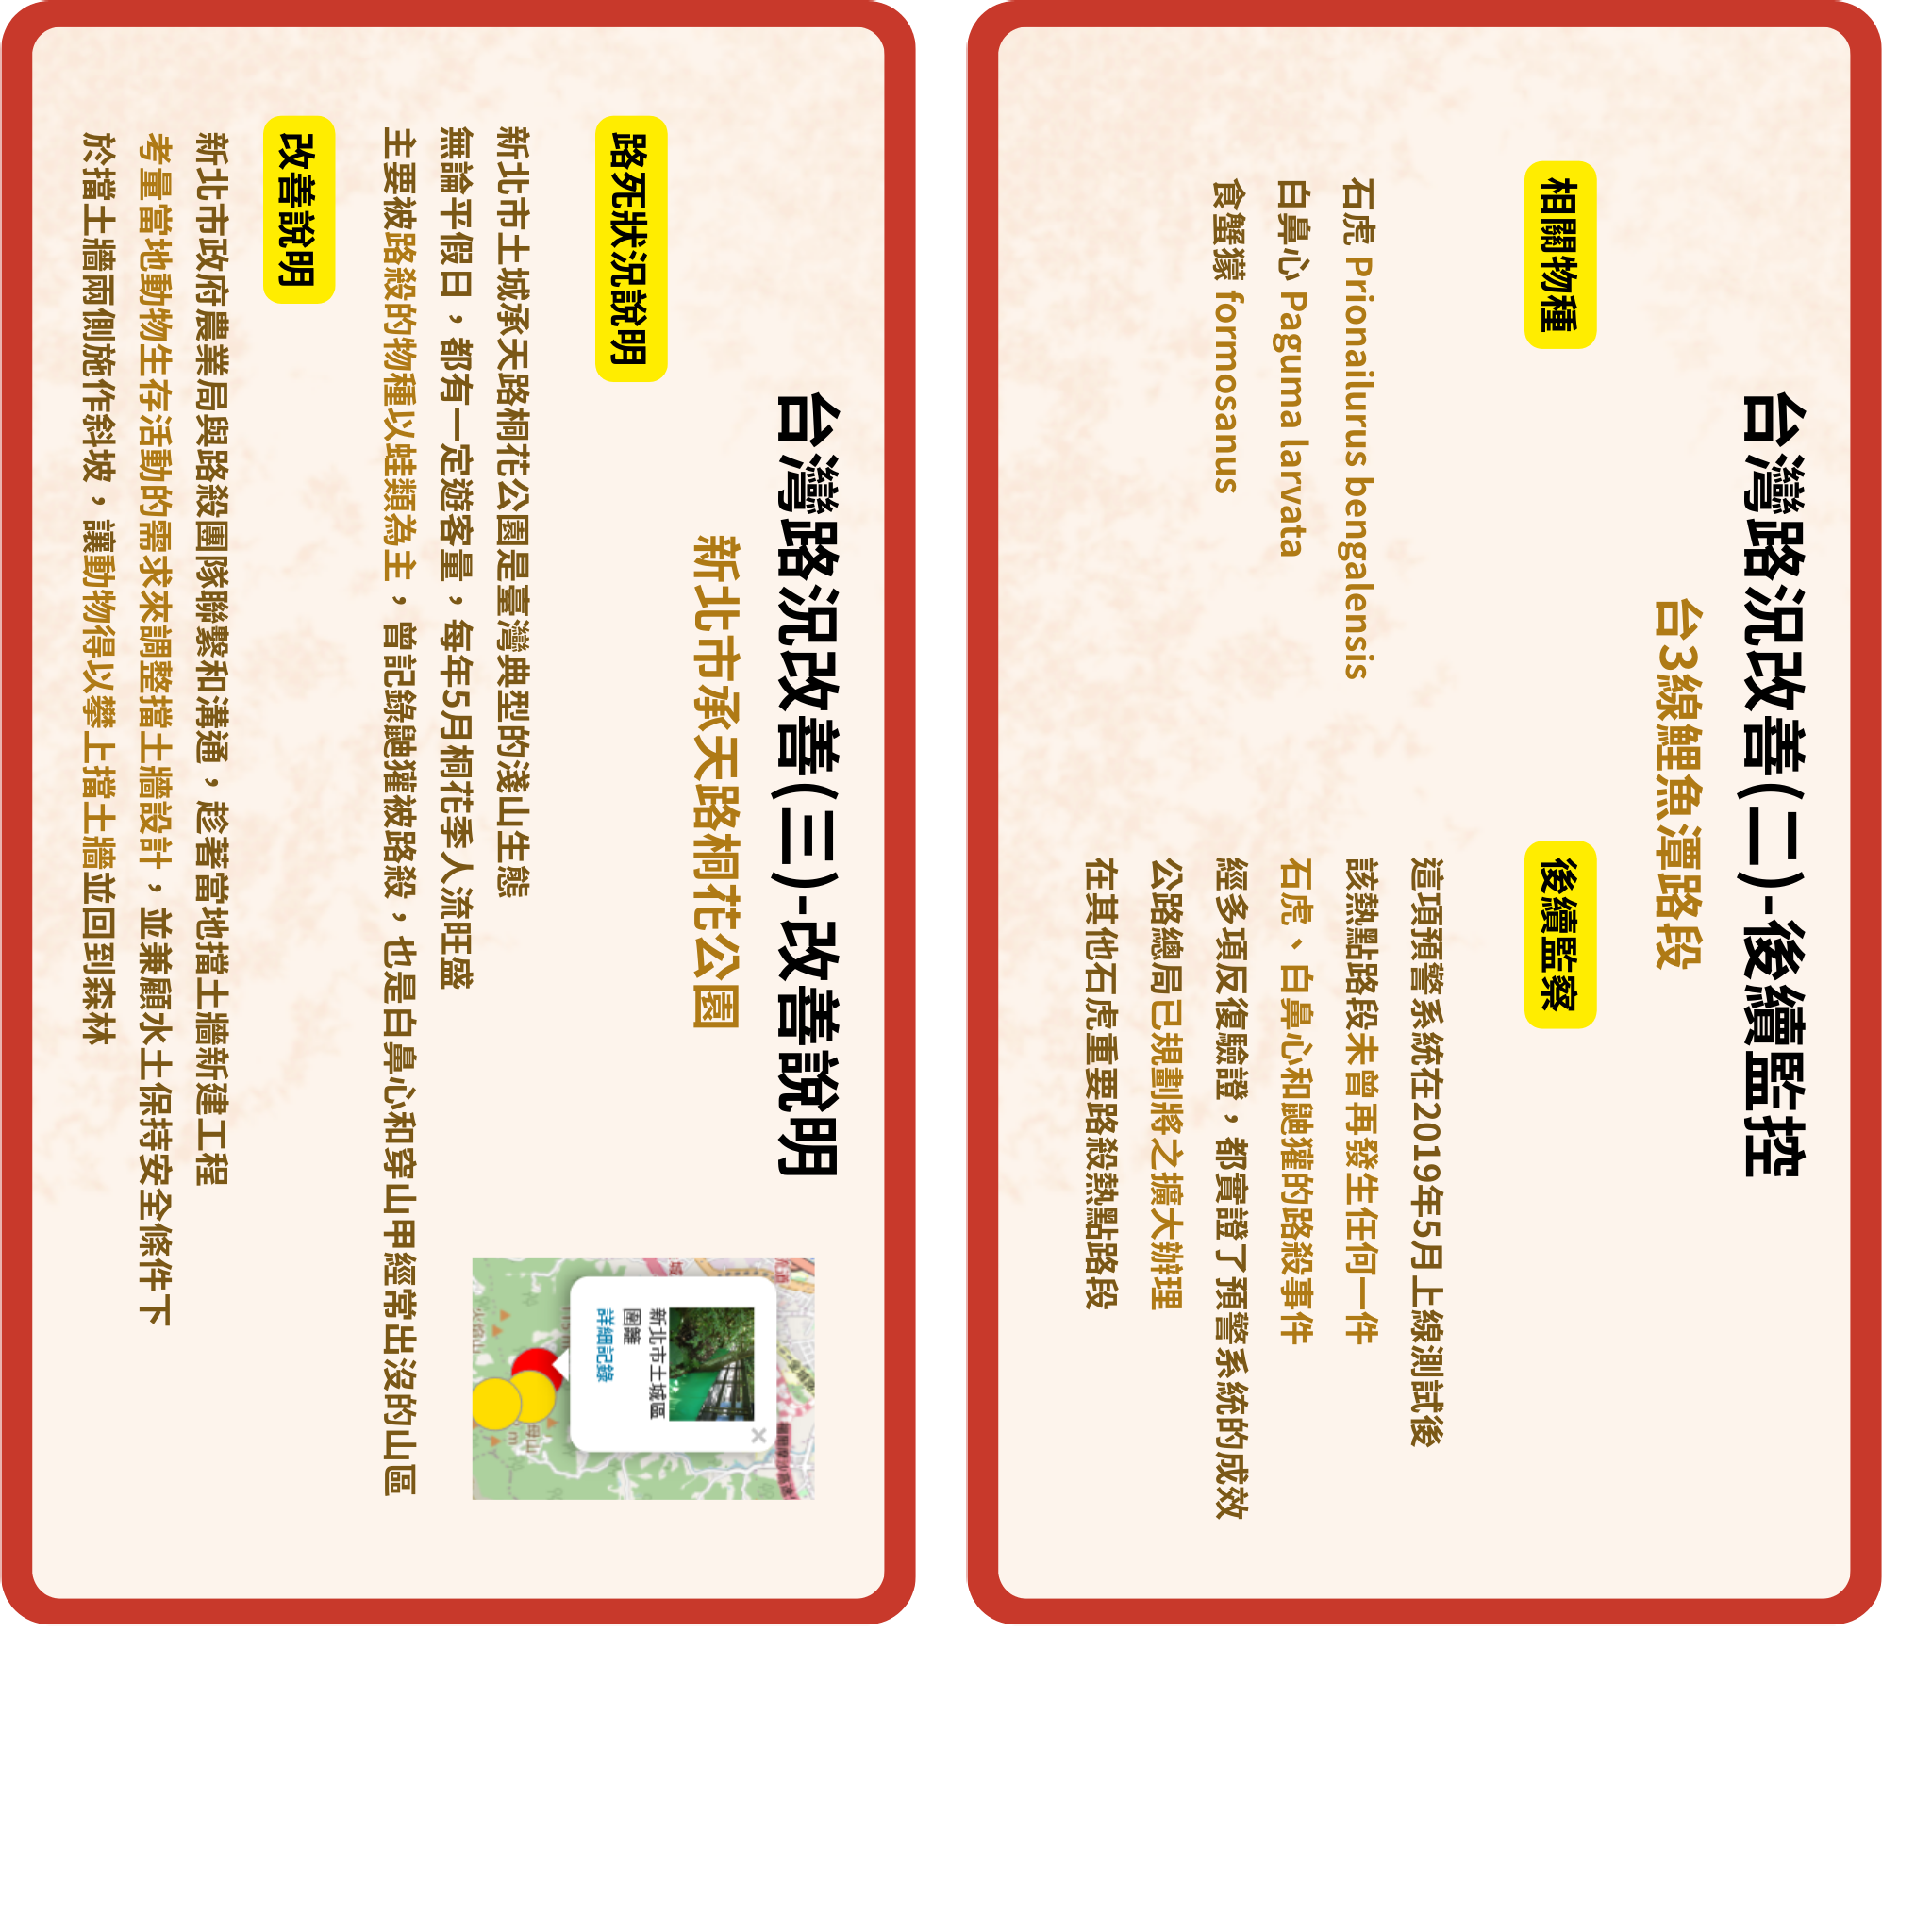 台灣路況改善(二)-後續監控
台3線鯉魚潭路段
相關物種
石虎 Prionailurus bengalensis
白鼻心 Paguma larvata
食蟹獴 formosanus
後續監察
這項預警系統在2019年5月上線測試後
該熱點路段未曾再發生任何一件
石虎、白鼻心和鼬獾的路殺事件
經多項反復驗證，都實證了預警系統的成效
公路總局已規劃將之擴大辦理
在其他石虎重要路殺熱點路段
台灣路況改善(三)-改善說明
新北市承天路桐花公園
路死狀況說明
新北市土城承天路桐花公園是臺灣典型的淺山生態
無論平假日，都有一定遊客量，每年5月桐花季人流旺盛
主要被路殺的物種以蛙類為主，曾記錄鼬獾被路殺，也是白鼻心和穿山甲經常出沒的山區
×
新北市土城區
圍籬
詳細記錄
改善說明
新北市政府農業局與路殺團隊聯繫和溝通，趁著當地擋土牆新建工程
考量當地動物生存活動的需求來調整擋土牆設計，並兼顧水土保持安全條件下
於擋土牆兩側施作斜坡，讓動物得以攀上擋土牆並回到森林